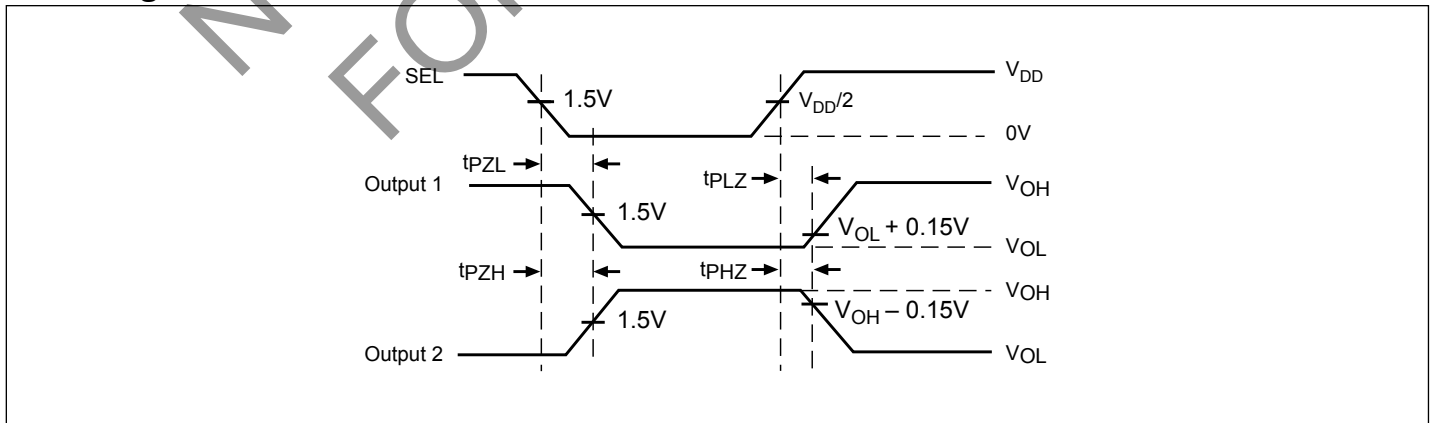 SEL
1.5V
VDD/2
VDD
0V
tPZL
tPLZ
Output 1
1.5V
VOL + 0.15V
VOH
VOL
tPZH
tPHZ
VOH
1.5V
VOH – 0.15V
Output 2
VOL